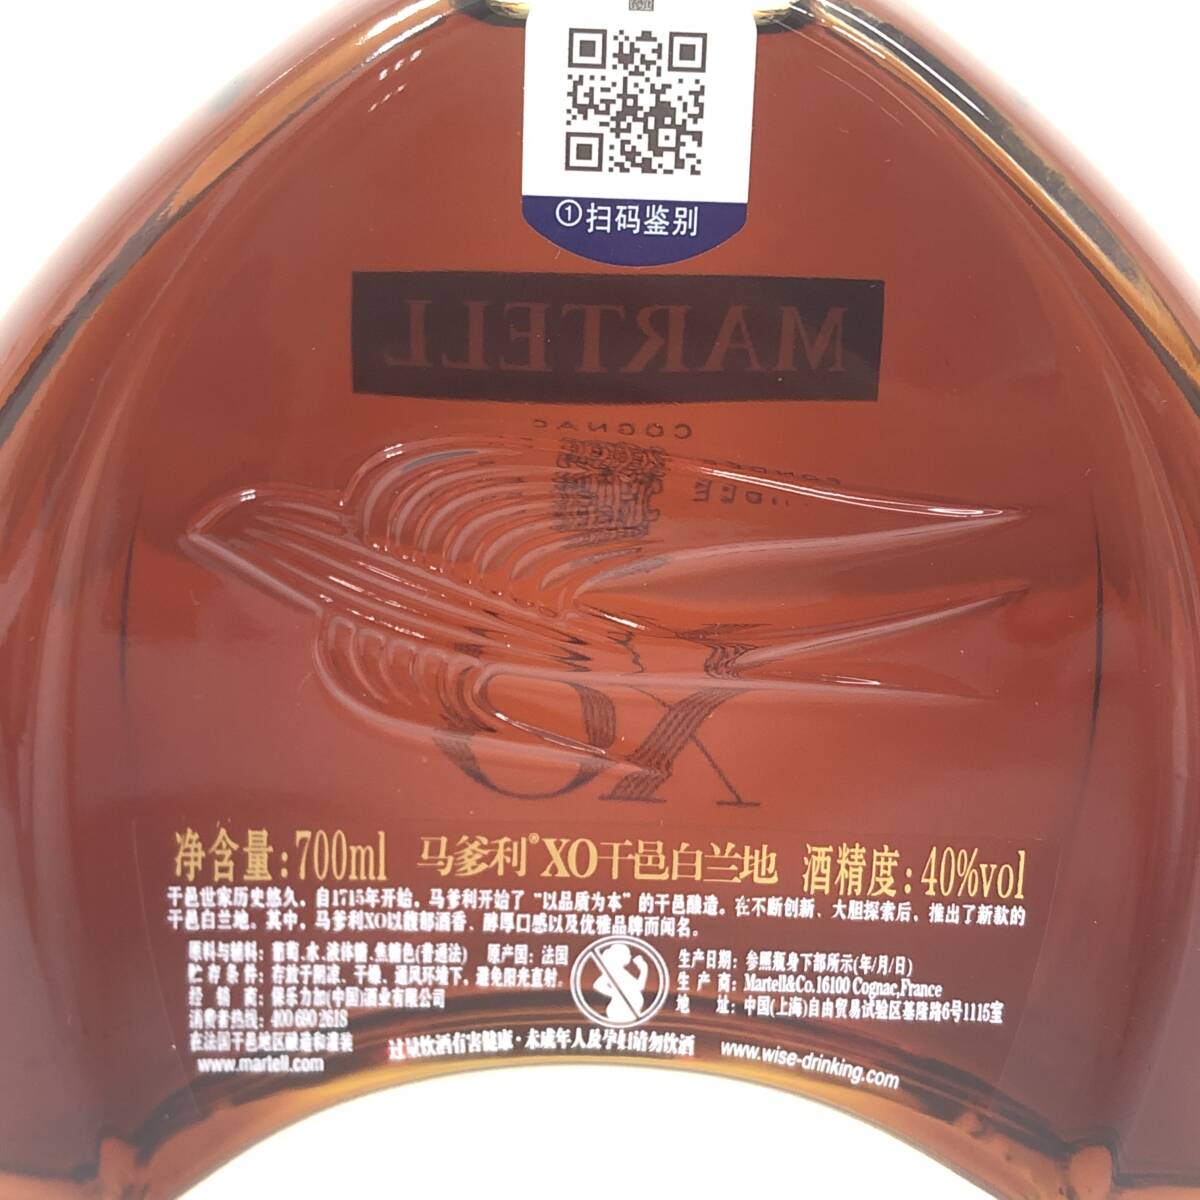 ①扫码鉴别
MARTELL
COGNAC
XO
净含量:700ml 马爹利®XO干邑白兰地 酒精度:40%vol
干邑世家历史悠久。自1715年开始，马爹利开始了“以品质为本”的干邑酿造。在不断创新、大胆探索后，推出了新款的
干邑白兰地。其中，马爹利XO以馥郁酒香、醇厚口感以及优雅品牌而闻名。
原料与辅料：葡萄、水、液体糖、焦糖色(普通法) 原产国：法国
贮存条件：存放于阴凉、干燥、通风环境下，避免阳光直射。
经销商：保乐力加(中国)酒业有限公司
消费者热线：400 690 2618
在法国干邑地区酿造和灌装
www.martell.com
生产日期：参照瓶身下部所示(年/月/日)
生产商：Martell&Co.16100 Cognac,France
地址：中国(上海)自由贸易试验区基隆路6号1115室
过量饮酒有害健康·未成年人及孕妇请勿饮酒 www.wise-drinking.com